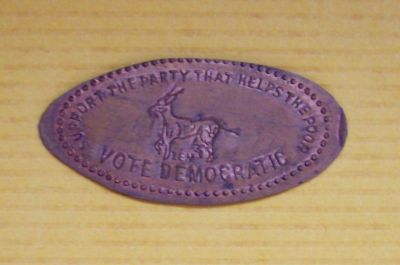 SUPPORT THE PARTY THAT HELPS THE POOR
VOTE DEMOCRATIC